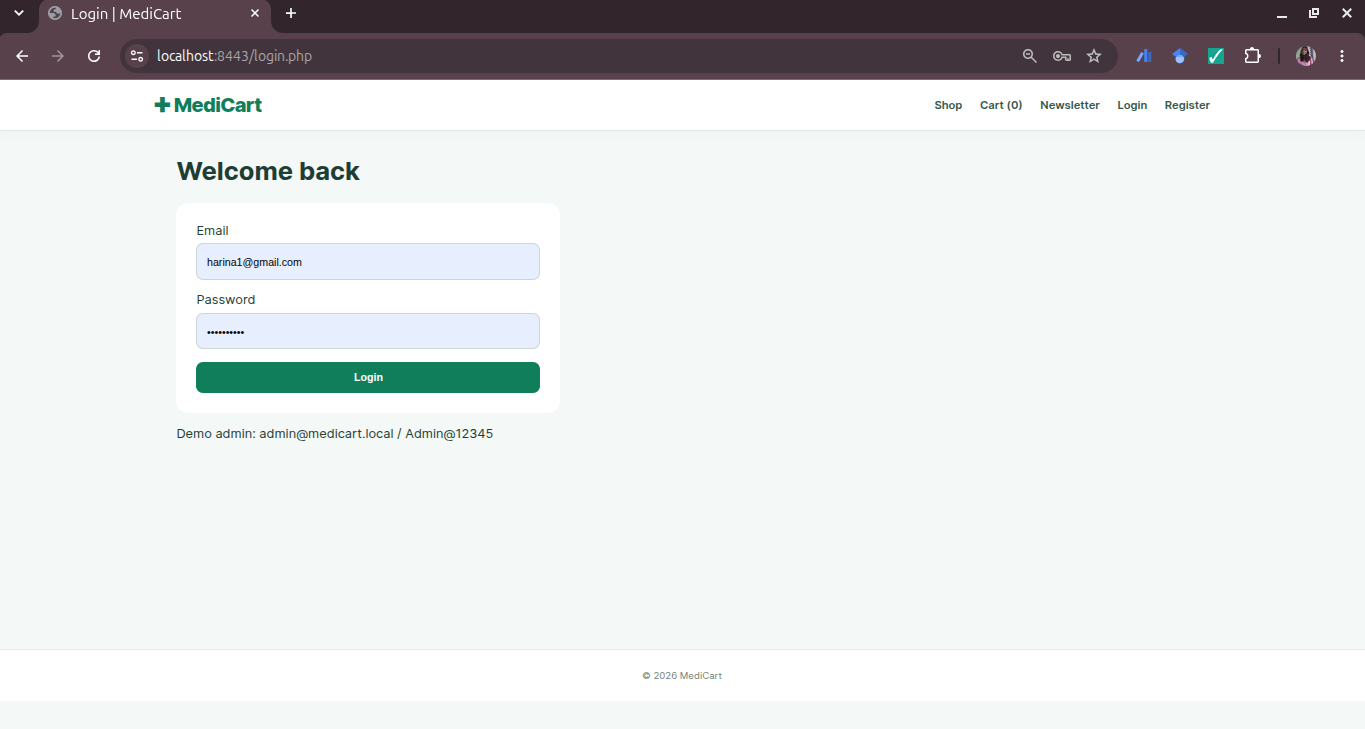 Login | MediCart
localhost:8443/login.php
MediCart
Shop Cart (0) Newsletter Login Register
Welcome back
Email
harina1@gmail.com
Password
••••••••••
Login
Demo admin: admin@medicart.local / Admin@12345
© 2026 MediCart